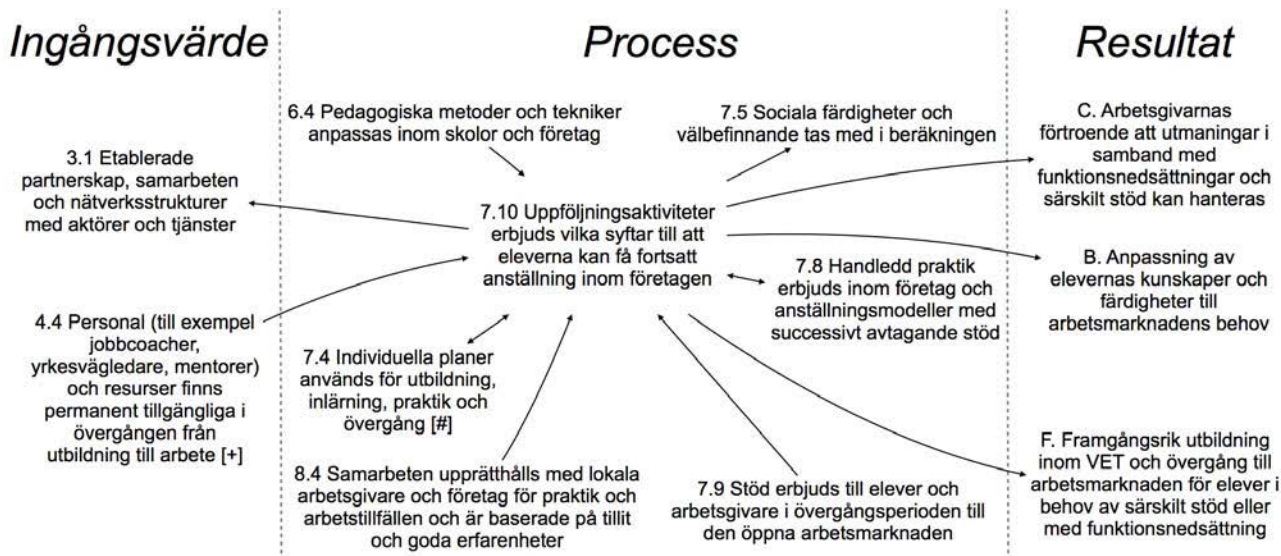 Ingångsvärde
Process
Resultat
3.1 Etablerade
partnerskap, samarbeten
och nätverksstrukturer
med aktörer och tjänster
4.4 Personal (till exempel
jobbcoacher,
yrkesvägledare, mentorer)
och resurser finns
permanent tillgängliga i
övergången från
utbildning till arbete [+]
6.4 Pedagogiska metoder och tekniker
anpassas inom skolor och företag
7.5 Sociala färdigheter och
välbefinnande tas med i beräkningen
7.10 Uppföljningsaktiviteter
erbjuds vilka syftar till att
eleverna kan få fortsatt
anställning inom företagen
7.8 Handledd praktik
erbjuds inom företag och
anställningsmodeller med
successivt avtagande stöd
7.4 Individuella planer
används för utbildning,
inlärning, praktik och
övergång [#]
8.4 Samarbeten upprätthålls med lokala
arbetsgivare och företag för praktik och
arbetstillfällen och är baserade på tillit
och goda erfarenheter
7.9 Stöd erbjuds till elever och
arbetsgivare i övergångsperioden till
den öppna arbetsmarknaden
C. Arbetsgivarnas
förtroende att utmaningar i
samband med
funktionsnedsättningar och
särskilt stöd kan hanteras
B. Anpassning av
elevernas kunskaper och
färdigheter till
arbetsmarknadens behov
F. Framgångsrik utbildning
inom VET och övergång till
arbetsmarknaden för elever i
behov av särskilt stöd eller
med funktionsnedsättning